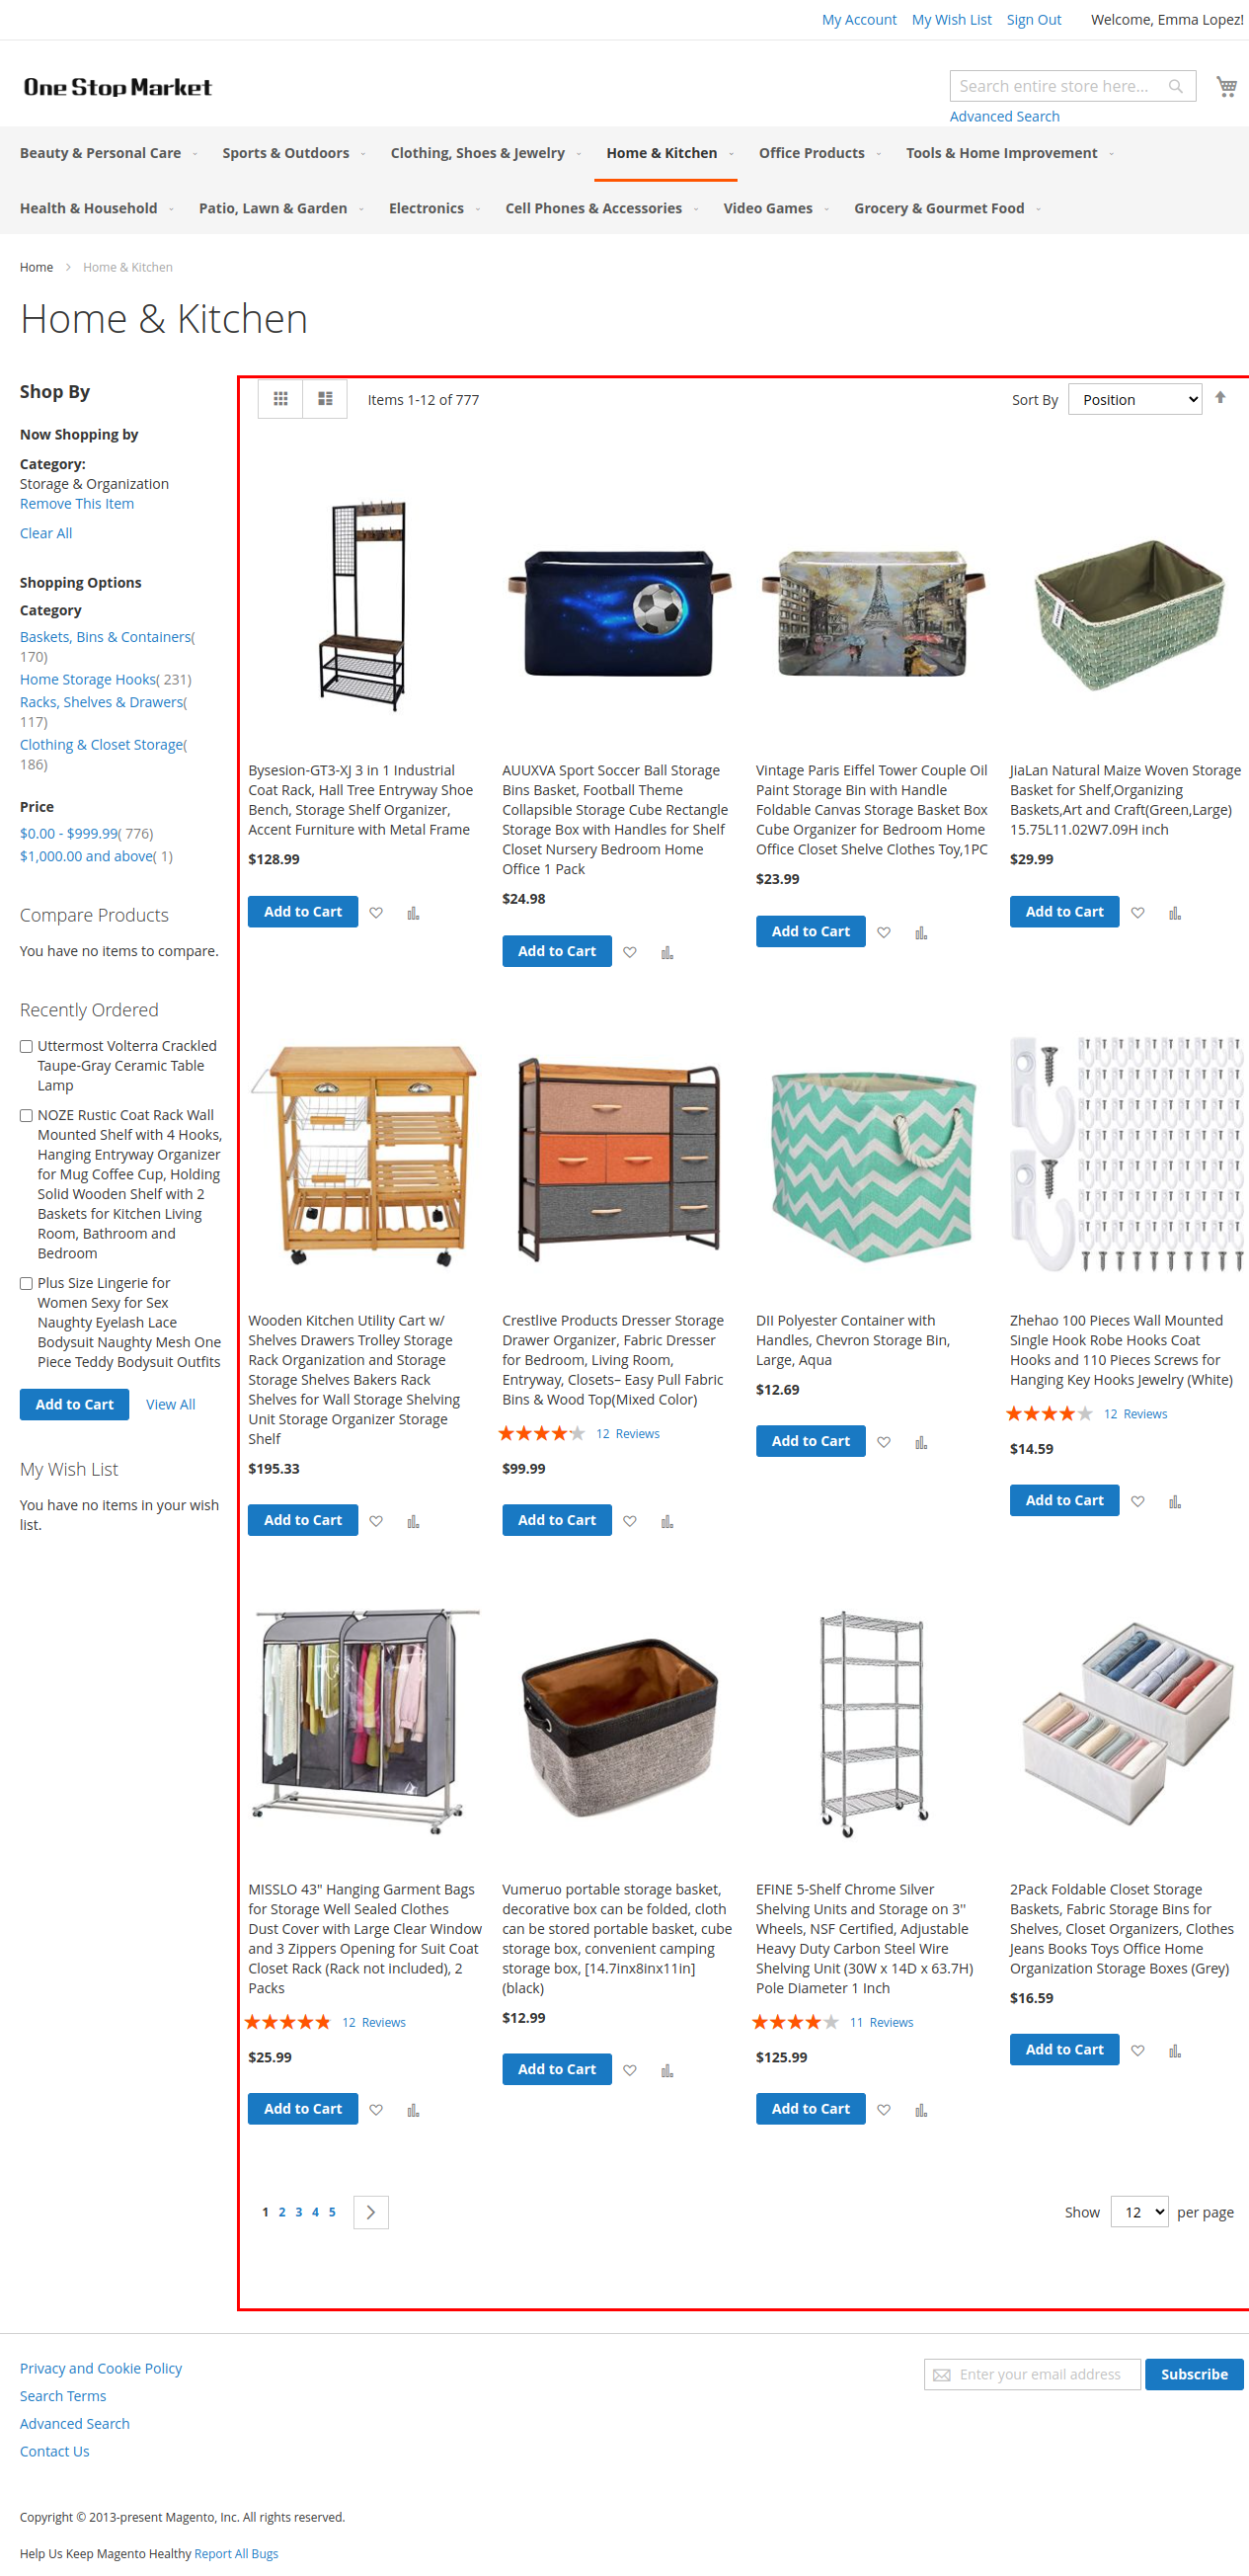 My Account My Wish List Sign Out Welcome, Emma Lopez!
One Stop Market
Search entire store here...
Advanced Search
Beauty & Personal Care Sports & Outdoors Clothing, Shoes & Jewelry Home & Kitchen Office Products Tools & Home Improvement
Health & Household Patio, Lawn & Garden Electronics Cell Phones & Accessories Video Games Grocery & Gourmet Food
Home Home & Kitchen
Home & Kitchen
Shop By
Now Shopping by
Category:
Storage & Organization
Remove This Item
Clear All
Shopping Options
Category
Baskets, Bins & Containers(
170)
Home Storage Hooks( 231)
Racks, Shelves & Drawers(
117)
Clothing & Closet Storage(
186)
Price
$0.00 - $999.99( 776)
$1,000.00 and above( 1)
Compare Products
You have no items to compare.
Recently Ordered
Uttermost Volterra Crackled
Taupe-Gray Ceramic Table
Lamp
NOZE Rustic Coat Rack Wall
Mounted Shelf with 4 Hooks,
Hanging Entryway Organizer
for Mug Coffee Cup, Holding
Solid Wooden Shelf with 2
Baskets for Kitchen Living
Room, Bathroom and
Bedroom
Plus Size Lingerie for
Women Sexy for Sex
Naughty Eyelash Lace
Bodysuit Naughty Mesh One
Piece Teddy Bodysuit Outfits
Add to Cart View All
My Wish List
You have no items in your wish
list.
Items 1-12 of 777
Sort By Position
Bysesion-GT3-XJ 3 in 1 Industrial
Coat Rack, Hall Tree Entryway Shoe
Bench, Storage Shelf Organizer,
Accent Furniture with Metal Frame
$128.99
Add to Cart
AUUXVA Sport Soccer Ball Storage
Bins Basket, Football Theme
Collapsible Storage Cube Rectangle
Storage Box with Handles for Shelf
Closet Nursery Bedroom Home
Office 1 Pack
$24.98
Add to Cart
Vintage Paris Eiffel Tower Couple Oil
Paint Storage Bin with Handle
Foldable Canvas Storage Basket Box
Cube Organizer for Bedroom Home
Office Closet Shelve Clothes Toy,1PC
$23.99
Add to Cart
JiaLan Natural Maize Woven Storage
Basket for Shelf,Organizing
Baskets,Art and Craft(Green,Large)
15.75L11.02W7.09H inch
$29.99
Add to Cart
Wooden Kitchen Utility Cart w/
Shelves Drawers Trolley Storage
Rack Organization and Storage
Storage Shelves Bakers Rack
Shelves for Wall Storage Shelving
Unit Storage Organizer Storage
Shelf
$195.33
Add to Cart
Crestlive Products Dresser Storage
Drawer Organizer, Fabric Dresser
for Bedroom, Living Room,
Entryway, Closets– Easy Pull Fabric
Bins & Wood Top(Mixed Color)
12 Reviews
$99.99
Add to Cart
DII Polyester Container with
Handles, Chevron Storage Bin,
Large, Aqua
$12.69
Add to Cart
Zhehao 100 Pieces Wall Mounted
Single Hook Robe Hooks Coat
Hooks and 110 Pieces Screws for
Hanging Key Hooks Jewelry (White)
12 Reviews
$14.59
Add to Cart
MISSLO 43" Hanging Garment Bags
for Storage Well Sealed Clothes
Dust Cover with Large Clear Window
and 3 Zippers Opening for Suit Coat
Closet Rack (Rack not included), 2
Packs
12 Reviews
$25.99
Add to Cart
Vumeruo portable storage basket,
decorative box can be folded, cloth
can be stored portable basket, cube
storage box, convenient camping
storage box, [14.7inx8inx11in]
(black)
$12.99
Add to Cart
EFINE 5-Shelf Chrome Silver
Shelving Units and Storage on 3''
Wheels, NSF Certified, Adjustable
Heavy Duty Carbon Steel Wire
Shelving Unit (30W x 14D x 63.7H)
Pole Diameter 1 Inch
11 Reviews
$125.99
Add to Cart
2Pack Foldable Closet Storage
Baskets, Fabric Storage Bins for
Shelves, Closet Organizers, Clothes
Jeans Books Toys Office Home
Organization Storage Boxes (Grey)
$16.59
Add to Cart
1 2 3 4 5
Show 12 per page
Privacy and Cookie Policy
Search Terms
Advanced Search
Contact Us
Enter your email address Subscribe
Copyright © 2013-present Magento, Inc. All rights reserved.
Help Us Keep Magento Healthy Report All Bugs